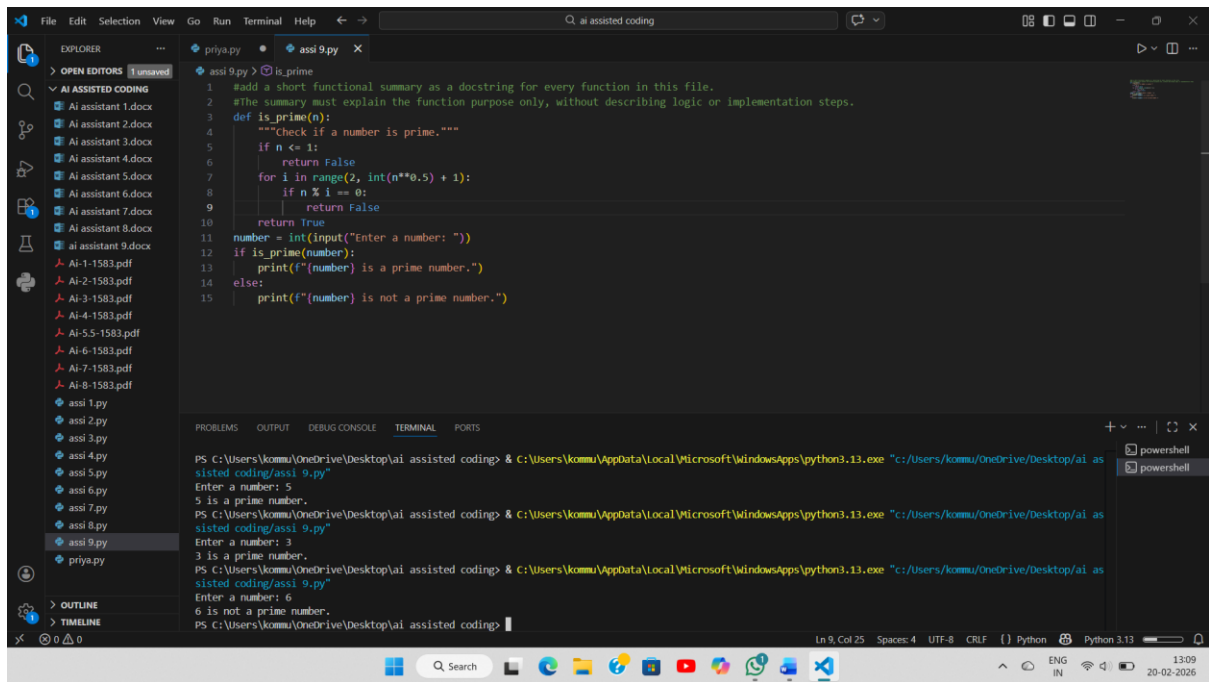 File Edit Selection View Go Run Terminal Help
ai assisted coding
EXPLORER
priya.py
assi 9.py
OPEN EDITORS 1 unsaved
AI ASSISTED CODING
Ai assistant 1.docx
Ai assistant 2.docx
Ai assistant 3.docx
Ai assistant 4.docx
Ai assistant 5.docx
Ai assistant 6.docx
Ai assistant 7.docx
Ai assistant 8.docx
ai assistant 9.docx
Ai-1-1583.pdf
Ai-2-1583.pdf
Ai-3-1583.pdf
Ai-4-1583.pdf
Ai-5.5-1583.pdf
Ai-6-1583.pdf
Ai-7-1583.pdf
Ai-8-1583.pdf
assi 1.py
assi 2.py
assi 3.py
assi 4.py
assi 5.py
assi 6.py
assi 7.py
assi 8.py
assi 9.py
priya.py
OUTLINE
TIMELINE
assi 9.py > is_prime
1 #add a short functional summary as a docstring for every function in this file.
2 #The summary must explain the function purpose only, without describing logic or implementation steps.
3 def is_prime(n):
4 """Check if a number is prime."""
5 if n <= 1:
6 return False
7 for i in range(2, int(n**0.5) + 1):
8 if n % i == 0:
9 return False
10 return True
11 number = int(input("Enter a number: "))
12 if is_prime(number):
13 print(f"{number} is a prime number.")
14 else:
15 print(f"{number} is not a prime number.")
PROBLEMS OUTPUT DEBUG CONSOLE TERMINAL PORTS
powershell
powershell
PS C:\Users\kommu\OneDrive\Desktop\ai assisted coding> & C:\Users\kommu\AppData\Local\Microsoft\WindowsApps\python3.13.exe "c:/Users/kommu/OneDrive/Desktop/ai as
sisted coding/assi 9.py"
Enter a number: 5
5 is a prime number.
PS C:\Users\kommu\OneDrive\Desktop\ai assisted coding> & C:\Users\kommu\AppData\Local\Microsoft\WindowsApps\python3.13.exe "c:/Users/kommu/OneDrive/Desktop/ai as
sisted coding/assi 9.py"
Enter a number: 3
3 is a prime number.
PS C:\Users\kommu\OneDrive\Desktop\ai assisted coding> & C:\Users\kommu\AppData\Local\Microsoft\WindowsApps\python3.13.exe "c:/Users/kommu/OneDrive/Desktop/ai as
sisted coding/assi 9.py"
Enter a number: 6
6 is not a prime number.
PS C:\Users\kommu\OneDrive\Desktop\ai assisted coding>
0 0
Ln 9, Col 25 Spaces: 4 UTF-8 CRLF {} Python Python 3.13
Search
ENG
IN
13:09
20-02-2026